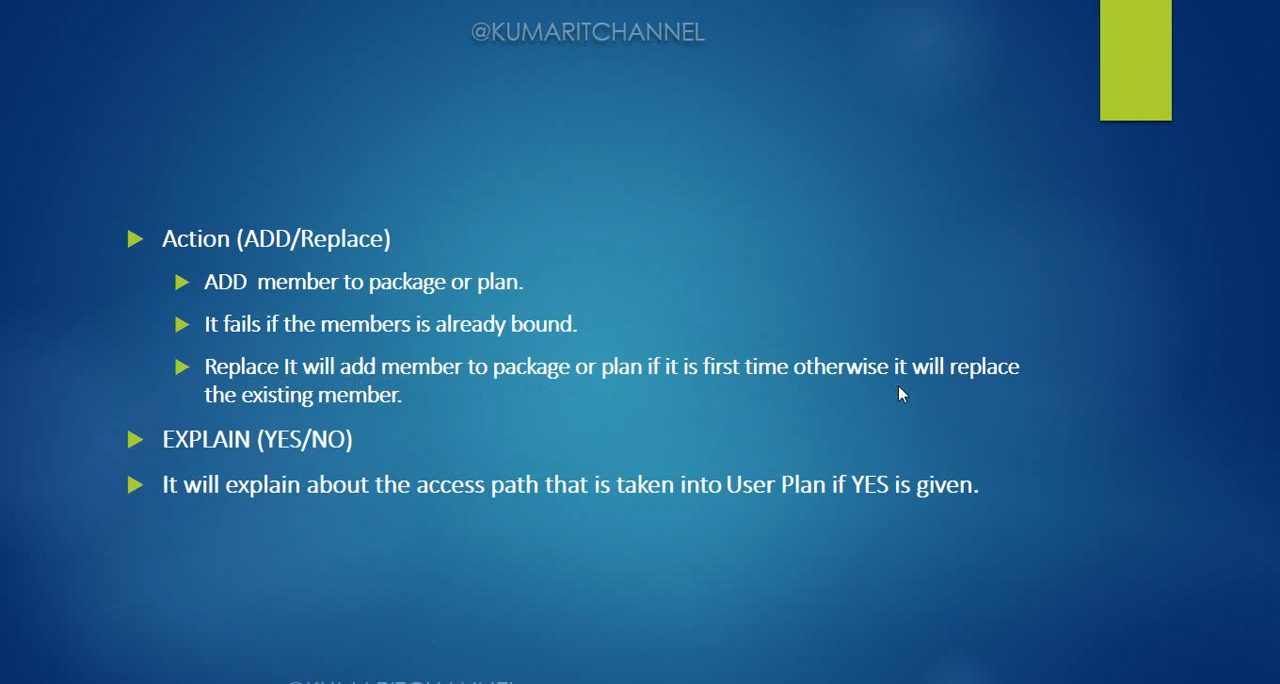 @KUMARITCHANNEL
Action (ADD/Replace)
ADD member to package or plan.
It fails if the members is already bound.
Replace It will add member to package or plan if it is first time otherwise it will replace
the existing member.
EXPLAIN (YES/NO)
It will explain about the access path that is taken into User Plan if YES is given.